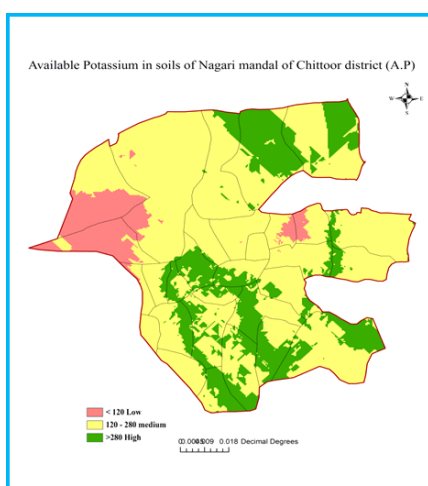 Available Potassium in soils of Nagari mandal of Chittoor district (A.P)
N
W E
S
< 120 Low
120 - 280 medium
>280 High
0.018 Decimal Degrees